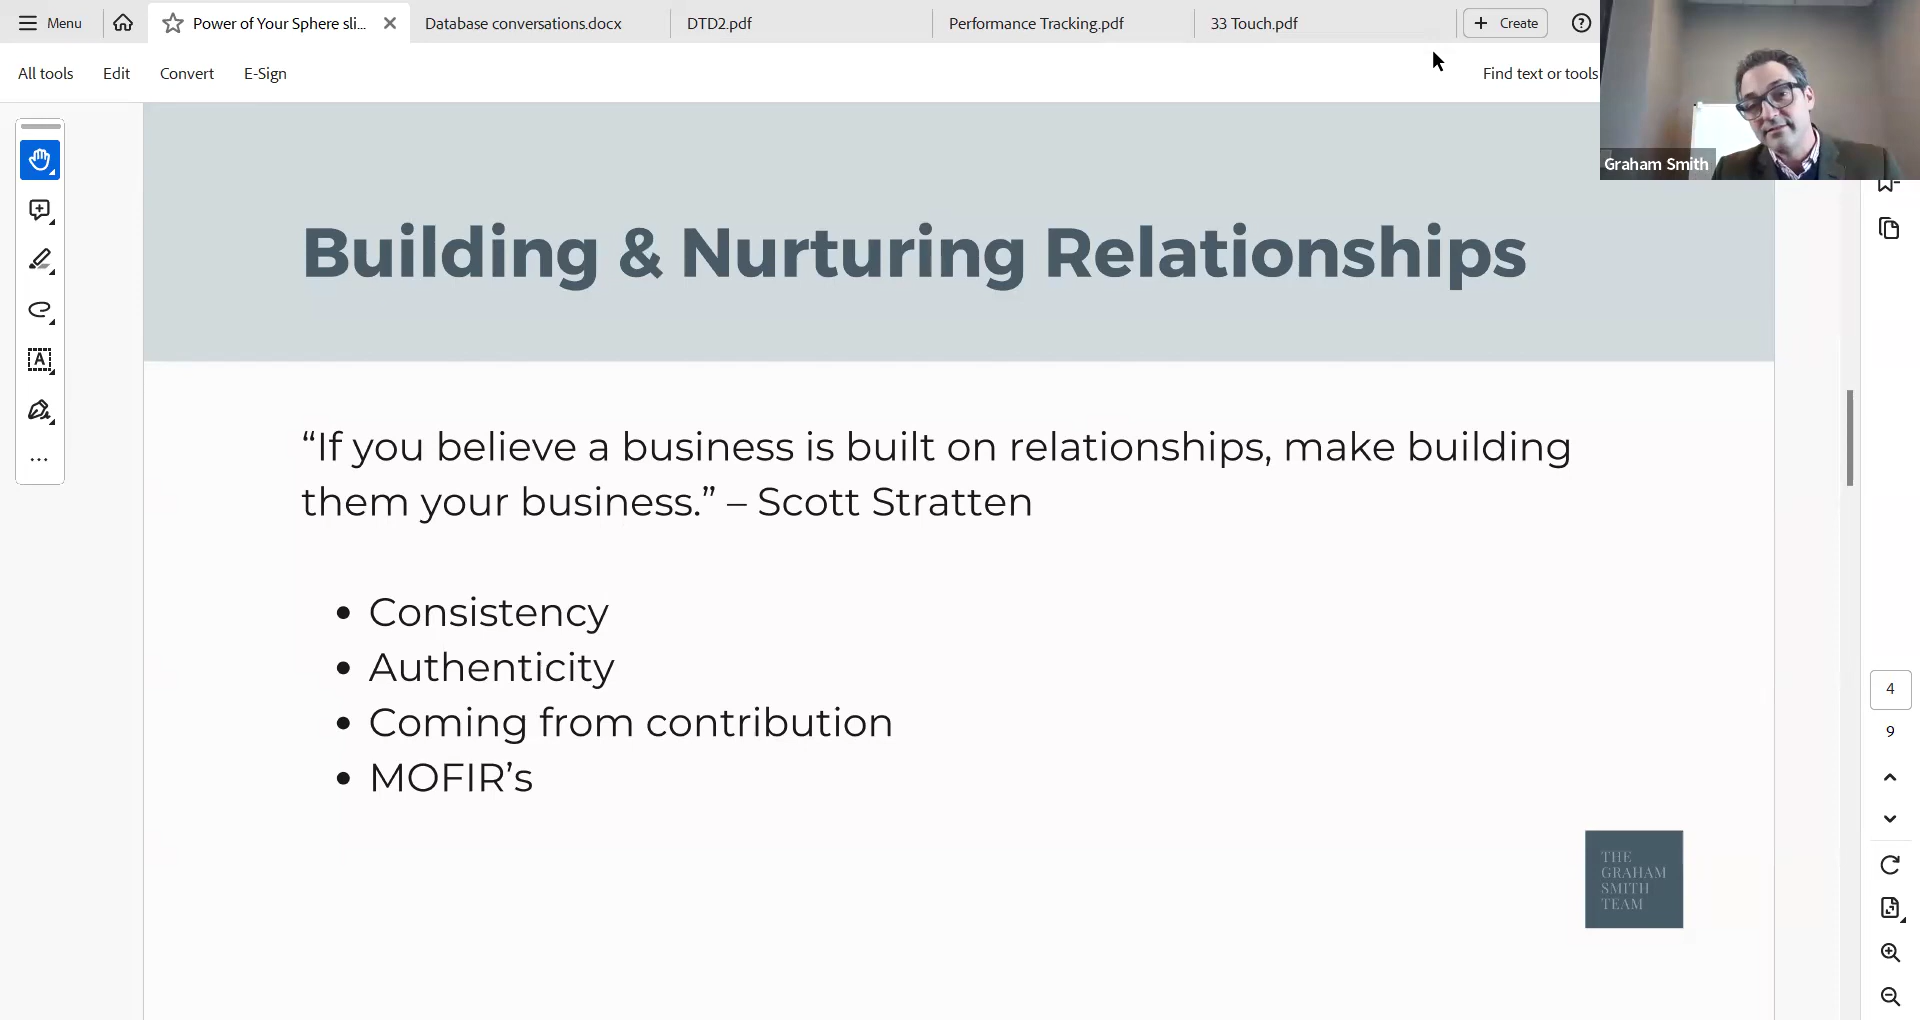 Menu
Power of Your Sphere sli...
Database conversations.docx
DTD2.pdf
Performance Tracking.pdf
33 Touch.pdf
Create
All tools
Edit
Convert
E-Sign
Find text or tools
Graham Smith
Building & Nurturing Relationships
“If you believe a business is built on relationships, make building
them your business.” – Scott Stratten
• Consistency
• Authenticity
• Coming from contribution
• MOFIR’s
4
9
THE
GRAHAM
SMITH
TEAM